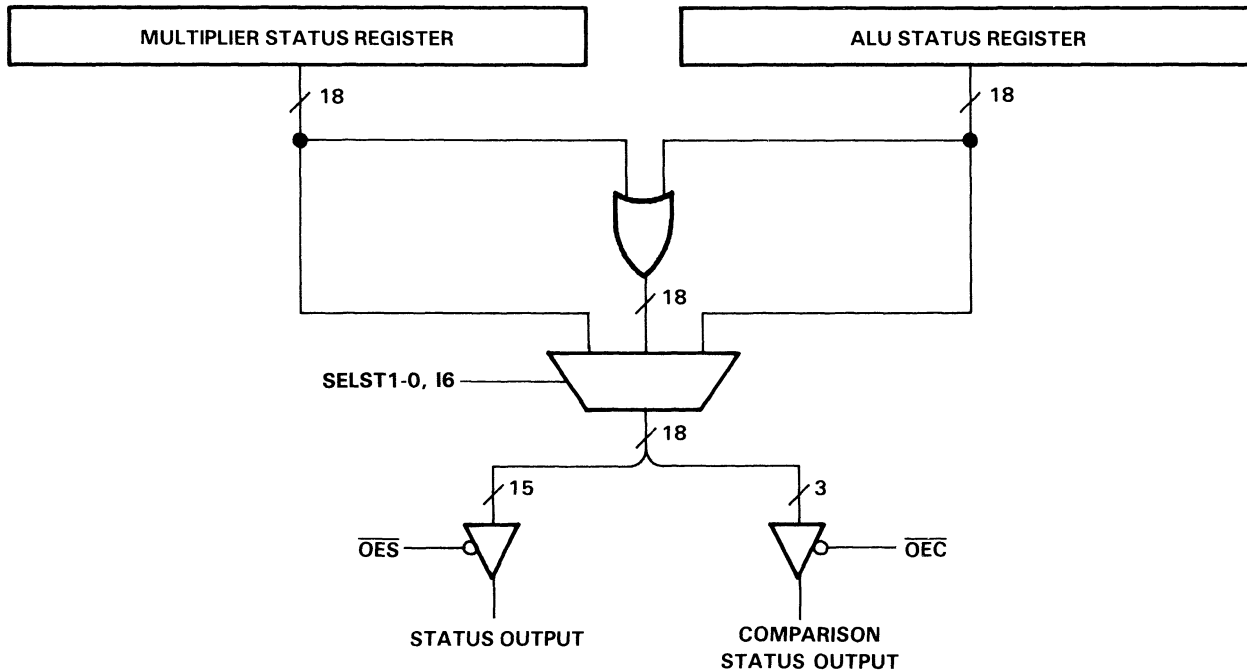 MULTIPLIER STATUS REGISTER
ALU STATUS REGISTER
18
18
18
SELST1-0, I6
18
15
3
OES
OEC
STATUS OUTPUT
COMPARISON
STATUS OUTPUT